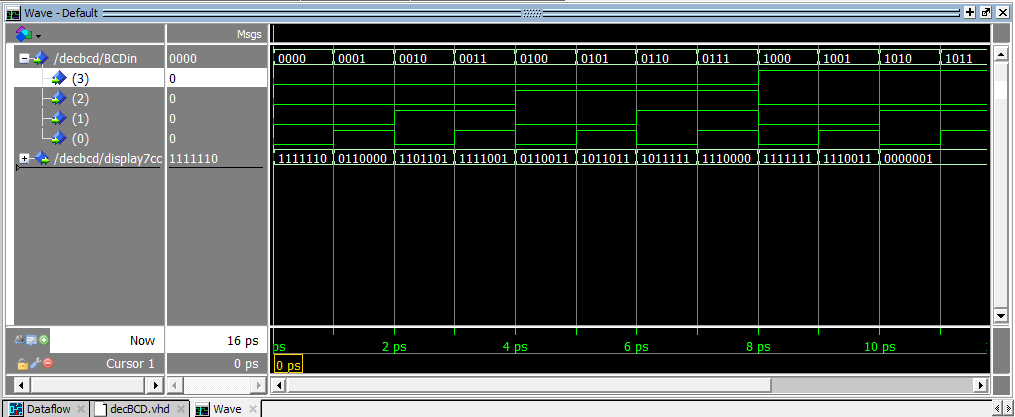 Wave - Default
Msgs
/decbcd/BCDin 0000 0000 0001 0010 0011 0100 0101 0110 0111 1000 1001 1010 1011
(3) 0
(2) 0
(1) 0
(0) 0
/decbcd/display7cc 1111110 1111110 0110000 1101101 1111001 0110011 1011011 1011111 1110000 1111111 1110011 0000001
Now 16 ps ps 2 ps 4 ps 6 ps 8 ps 10 ps 1
Cursor 1 0 ps 0 ps
Dataflow decBCD.vhd Wave